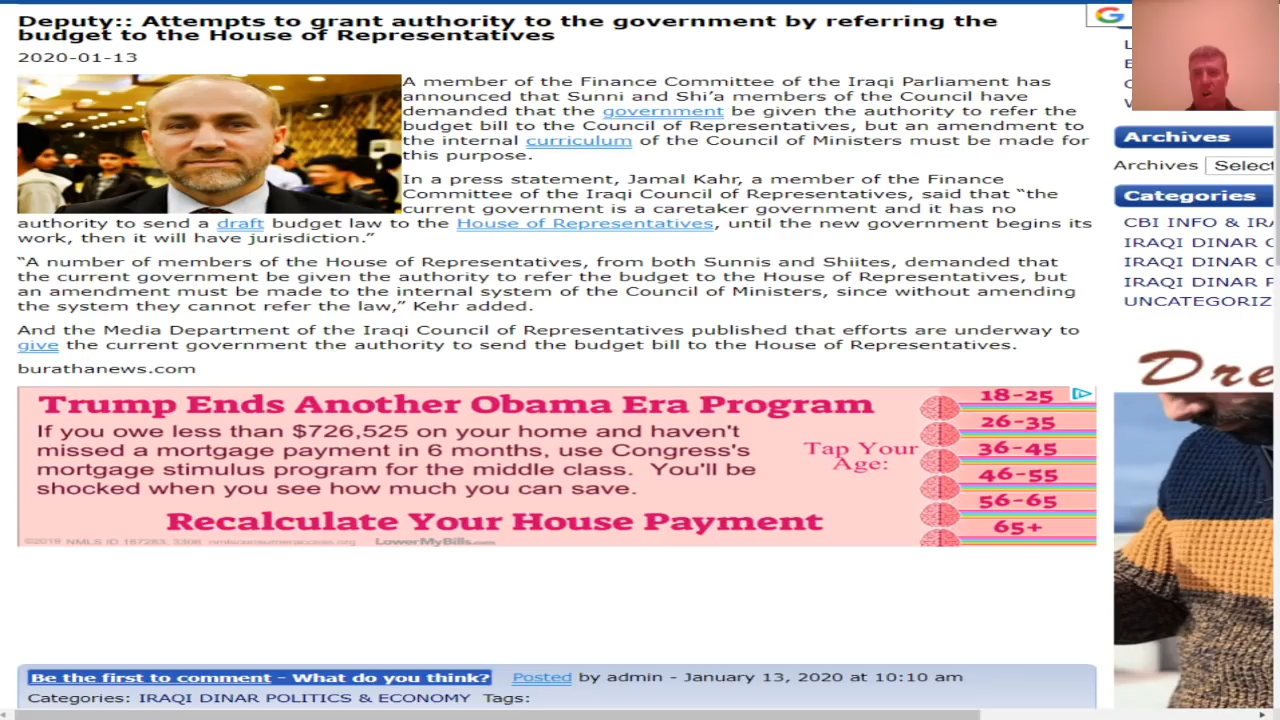 Deputy:: Attempts to grant authority to the government by referring the
budget to the House of Representatives
2020-01-13
A member of the Finance Committee of the Iraqi Parliament has
announced that Sunni and Shi’a members of the Council have
demanded that the government be given the authority to refer the
budget bill to the Council of Representatives, but an amendment to
the internal curriculum of the Council of Ministers must be made for
this purpose.
In a press statement, Jamal Kahr, a member of the Finance
Committee of the Iraqi Council of Representatives, said that “the
current government is a caretaker government and it has no
authority to send a draft budget law to the House of Representatives, until the new government begins its
work, then it will have jurisdiction.”
“A number of members of the House of Representatives, from both Sunnis and Shiites, demanded that
the current government be given the authority to refer the budget to the House of Representatives, but
an amendment must be made to the internal system of the Council of Ministers, since without amending
the system they cannot refer the law,” Kehr added.
And the Media Department of the Iraqi Council of Representatives published that efforts are underway to
give the current government the authority to send the budget bill to the House of Representatives.
burathanews.com
Trump Ends Another Obama Era Program
If you owe less than $726,525 on your home and haven't
missed a mortgage payment in 6 months, use Congress's
mortgage stimulus program for the middle class. You'll be
shocked when you see how much you can save.
Recalculate Your House Payment
Tap Your
Age:
18-25
26-35
36-45
46-55
56-65
65+
©2019 NMLS ID 167283, 3306 nmlsconsumeraccess.org LowerMyBills.com
Be the first to comment - What do you think? Posted by admin - January 13, 2020 at 10:10 am
Categories: IRAQI DINAR POLITICS & ECONOMY Tags:
G
Archives
Archives Select
Categories
CBI INFO & IRA
IRAQI DINAR
IRAQI DINAR
IRAQI DINAR
UNCATEGORIZ
Dre